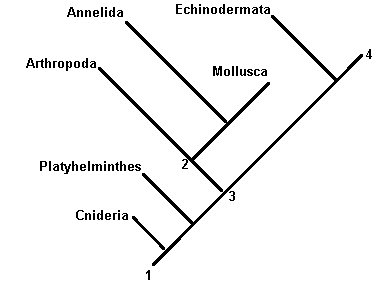 Annelida
Echinodermata
4
Arthropoda
Mollusca
2
Platyhelminthes
3
Cnideria
1